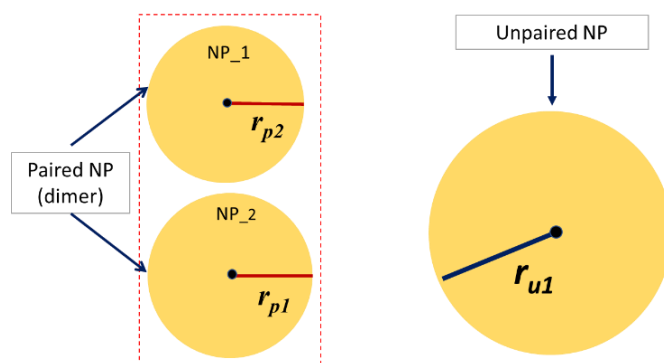 NP_1
r_p2
Paired NP
(dimer)
NP_2
r_p1
Unpaired NP
r_u1